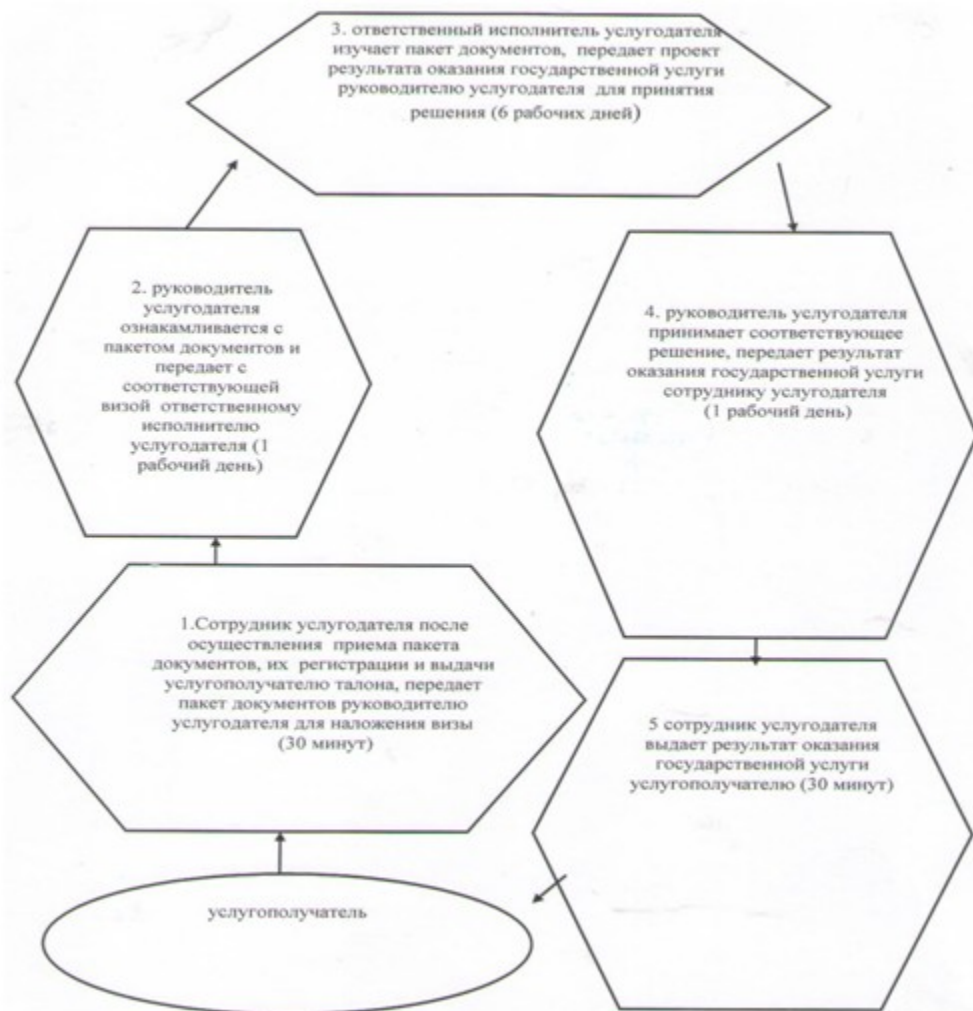 3. ответственный исполнитель услугодателя
изучает пакет документов, передает проект
результата оказания государственной услуги
руководителю услугодателя для принятия
решения (6 рабочих дней)
2. руководитель
услугодателя
ознакамливается с
пакетом документов и
передает с
соответствующей
визой ответственному
исполнителю
услугодателя (1
рабочий день)
4. руководитель услугодателя
принимает соответствующее
решение, передает результат
оказания государственной услуги
сотруднику услугодателя
(1 рабочий день)
1.Сотрудник услугодателя после
осуществления приема пакета
документов, их регистрации и выдачи
услугополучателю талона, передает
пакет документов руководителю
услугодателя для наложения визы
(30 минут)
5 сотрудник услугодателя
выдает результат оказания
государственной услуги
услугополучателю (30 минут)
услугополучатель